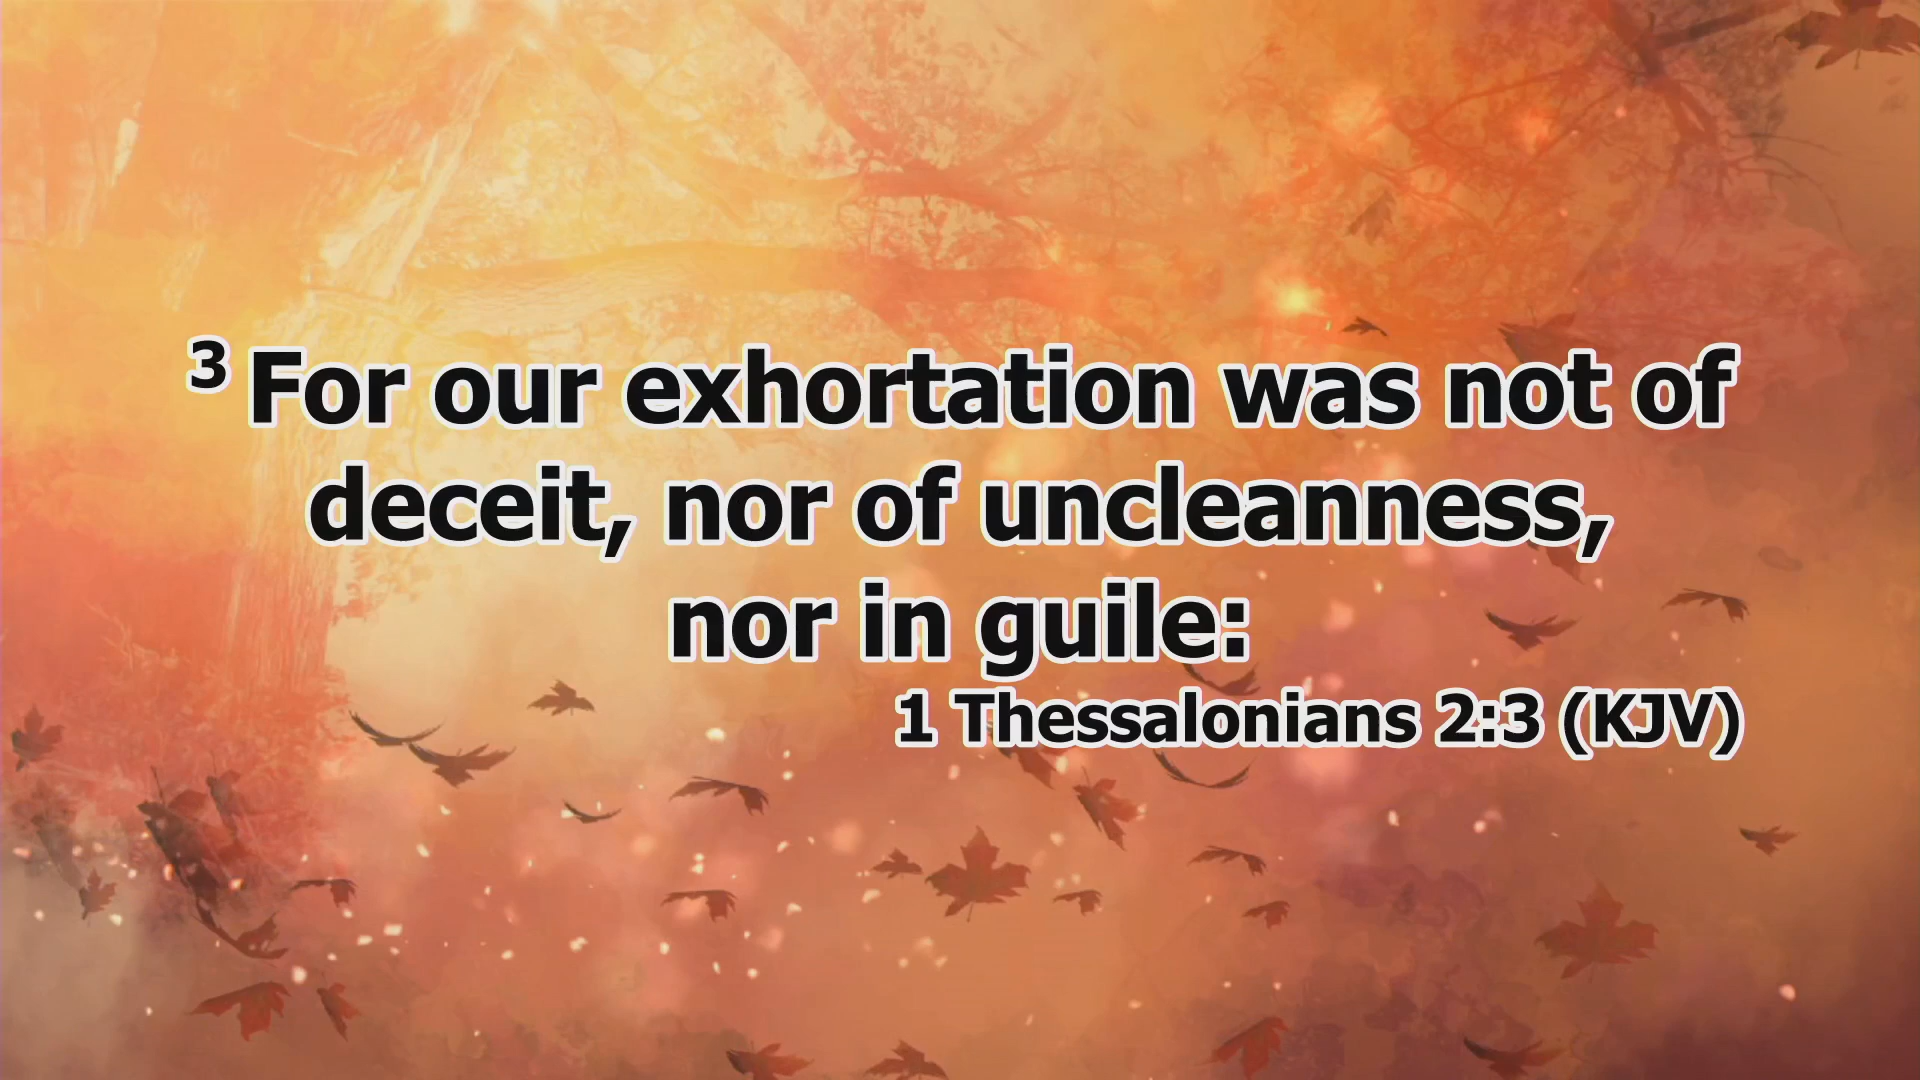 3 For our exhortation was not of
deceit, nor of uncleanness,
nor in guile:
1 Thessalonians 2:3 (KJV)